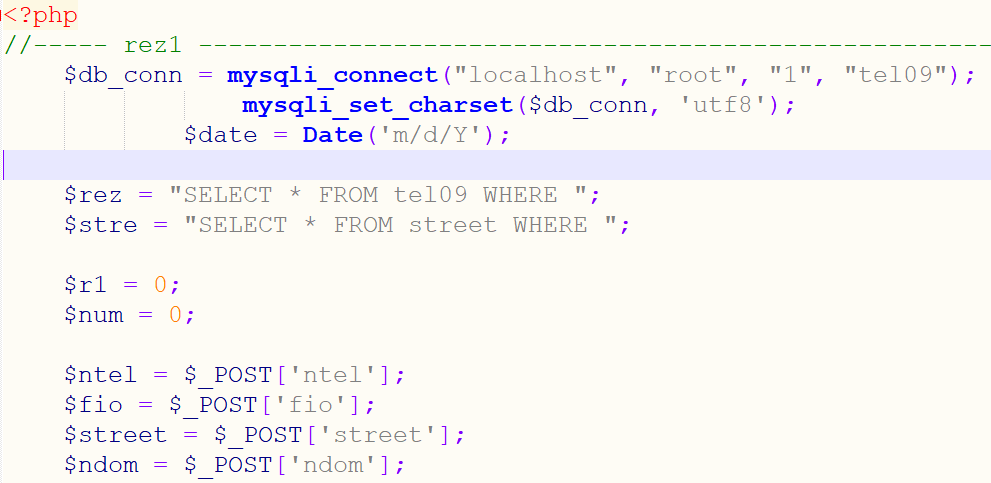 <?php
//----- rez1 -----------------------------------------------------
$db_conn = mysqli_connect("localhost", "root", "1", "tel09");
mysqli_set_charset($db_conn, 'utf8');
$date = Date('m/d/Y');
$rez = "SELECT * FROM tel09 WHERE ";
$stre = "SELECT * FROM street WHERE ";
$r1 = 0;
$num = 0;
$ntel = $_POST['ntel'];
$fio = $_POST['fio'];
$street = $_POST['street'];
$ndom = $_POST['ndom'];